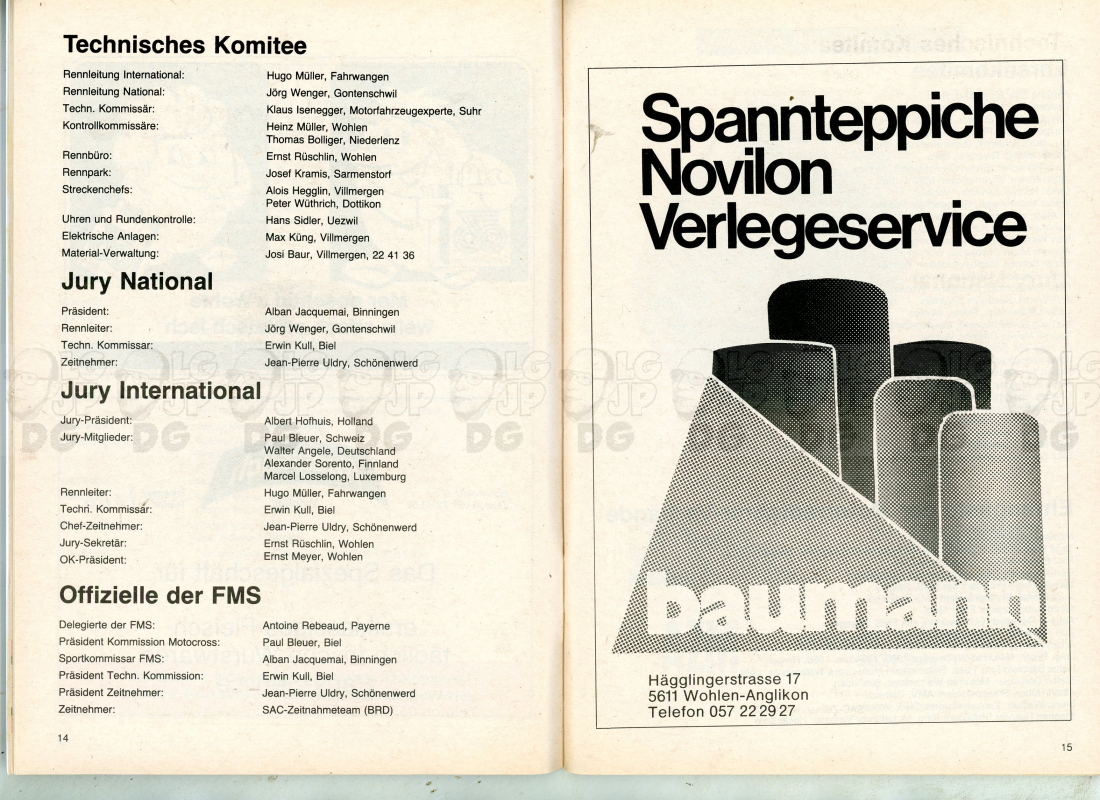 Technisches Komitee
Rennleitung International: Hugo Müller, Fahrwangen
Rennleitung National: Jörg Wenger, Gontenschwil
Techn. Kommissär: Klaus Isenegger, Motorfahrzeugexperte, Suhr
Kontrollkommissäre: Heinz Müller, Wohlen
Thomas Bolliger, Niederlenz
Rennbüro: Ernst Rüschlin, Wohlen
Rennpark: Josef Kramis, Sarmenstorf
Streckenchefs: Alois Hegglin, Villmergen
Peter Wüthrich, Dottikon
Uhren und Rundenkontrolle: Hans Sidler, Uezwil
Elektrische Anlagen: Max Küng, Villmergen
Material-Verwaltung: Josi Baur, Villmergen, 22 41 36
Jury National
Präsident: Alban Jacquemai, Binningen
Rennleiter: Jörg Wenger, Gontenschwil
Techn. Kommissar: Erwin Kull, Biel
Zeitnehmer: Jean-Pierre Uldry, Schönenwerd
Jury International
Jury-Präsident: Albert Hofhuis, Holland
Jury-Mitglieder: Paul Bleuer, Schweiz
Walter Angele, Deutschland
Alexander Sorento, Finnland
Marcel Losselong, Luxemburg
Rennleiter: Hugo Müller, Fahrwangen
Techn. Kommissar: Erwin Kull, Biel
Chef-Zeitnehmer: Jean-Pierre Uldry, Schönenwerd
Jury-Sekretär: Ernst Rüschlin, Wohlen
OK-Präsident: Ernst Meyer, Wohlen
Offizielle der FMS
Delegierte der FMS: Antoine Rebeaud, Payerne
Präsident Kommission Motocross: Paul Bleuer, Biel
Sportkommissar FMS: Alban Jacquemai, Binningen
Präsident Techn. Kommission: Erwin Kull, Biel
Präsident Zeitnehmer: Jean-Pierre Uldry, Schönenwerd
Zeitnehmer: SAC-Zeitnahmeteam (BRD)
14
Spannteppiche
Novilon
Verlegeservice
baumann
Hägglingerstrasse 17
5611 Wohlen-Anglikon
Telefon 057 22 29 27
15